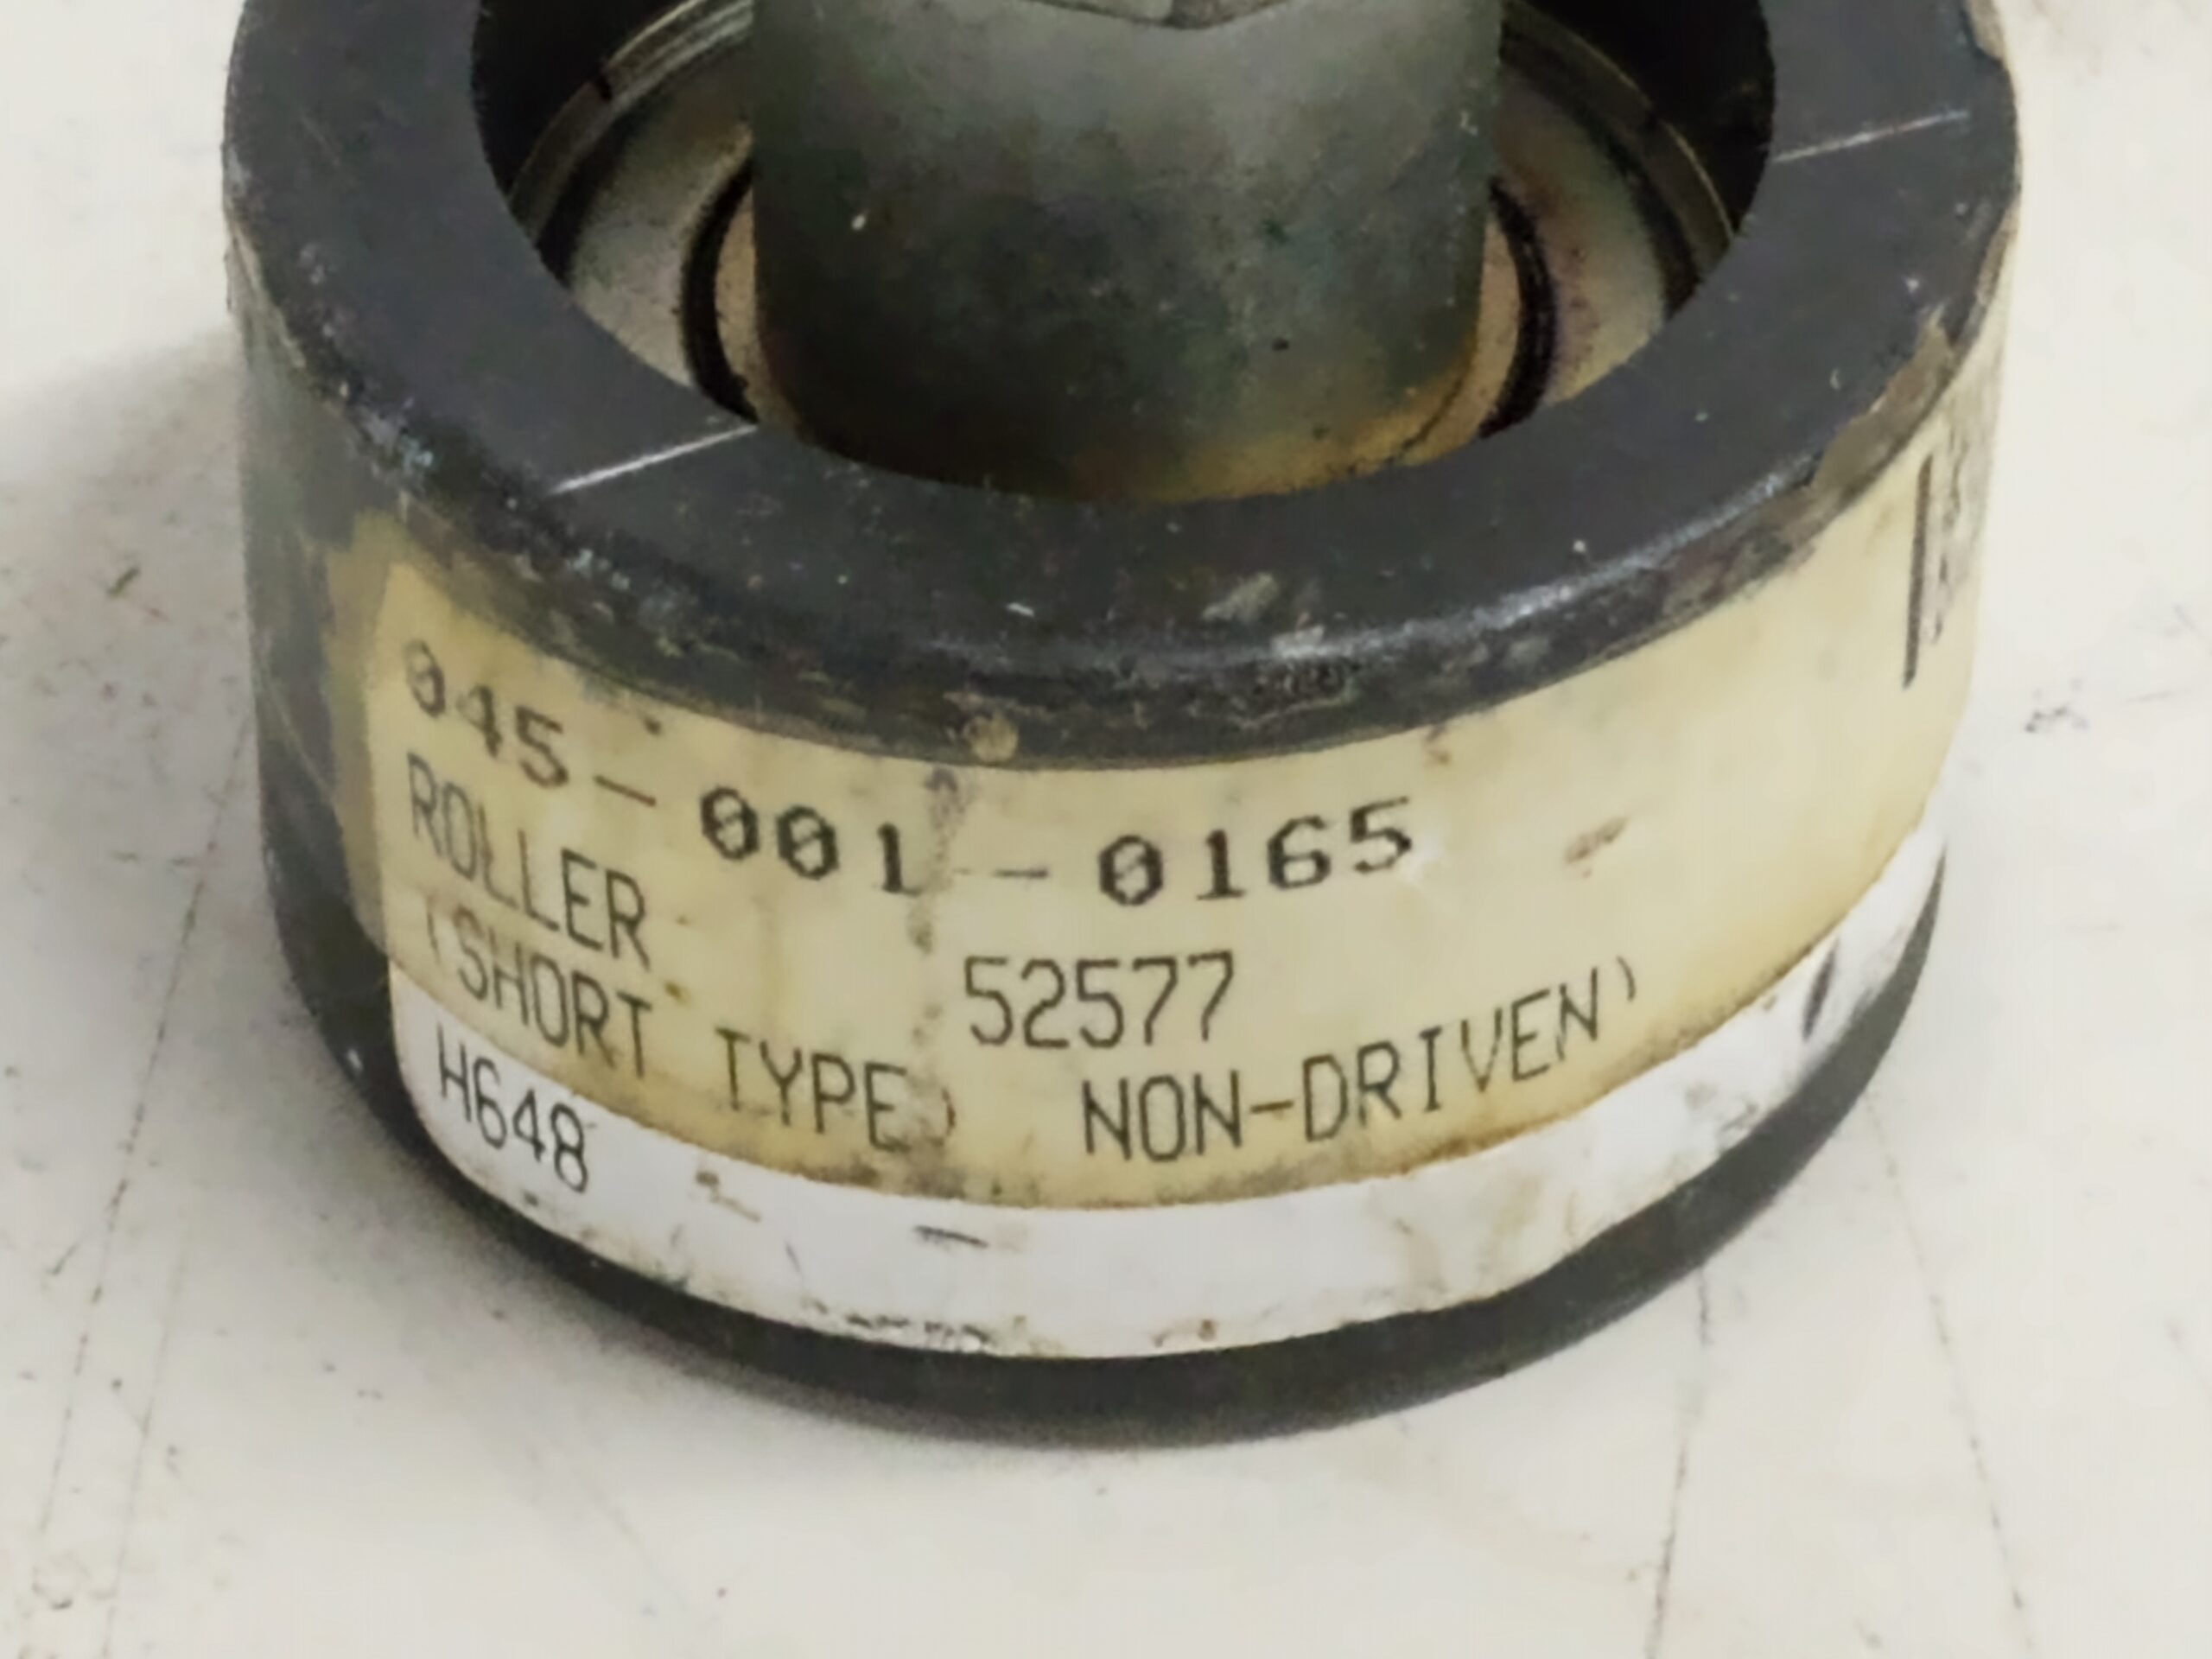 045-001-0165
ROLLER
52577
(SHORT TYPE) NON-DRIVEN)
H648